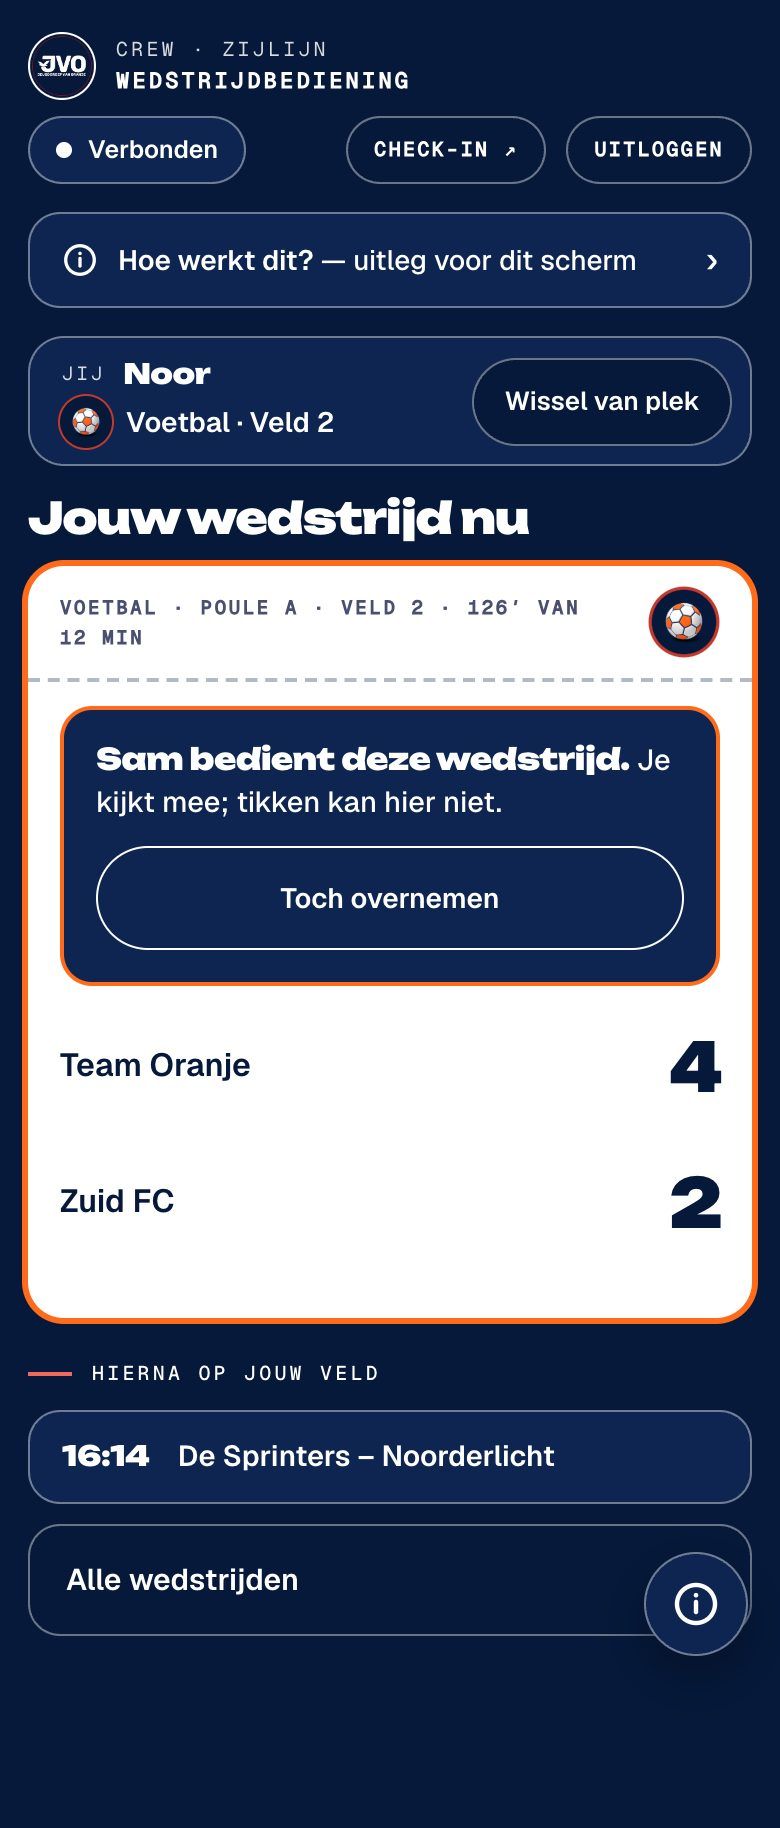 JVO
CREW · ZIJLIJN
WEDSTRIJDBEDIENING
Verbonden
CHECK-IN ↗
UITLOGGEN
Hoe werkt dit? — uitleg voor dit scherm ›
JIJ Noor
Voetbal · Veld 2
Wissel van plek
Jouw wedstrijd nu
VOETBAL · POULE A · VELD 2 · 126′ VAN
12 MIN
Sam bedient deze wedstrijd. Je
kijkt mee; tikken kan hier niet.
Toch overnemen
Team Oranje 4
Zuid FC 2
HIERNA OP JOUW VELD
16:14 De Sprinters – Noorderlicht
Alle wedstrijden